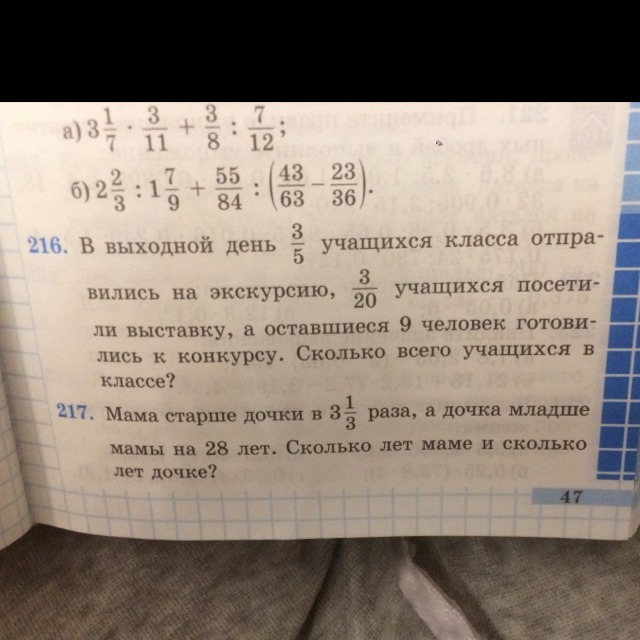 а) 3 1/7 · 3/11 + 3/8 : 7/12;
б) 2 2/3 : 1 7/9 + 55/84 : (43/63 − 23/36).
216. В выходной день 3/5 учащихся класса отпра-
вились на экскурсию, 3/20 учащихся посети-
ли выставку, а оставшиеся 9 человек готови-
лись к конкурсу. Сколько всего учащихся в
классе?
217. Мама старше дочки в 3 1/3 раза, а дочка младше
мамы на 28 лет. Сколько лет маме и сколько
лет дочке?
47